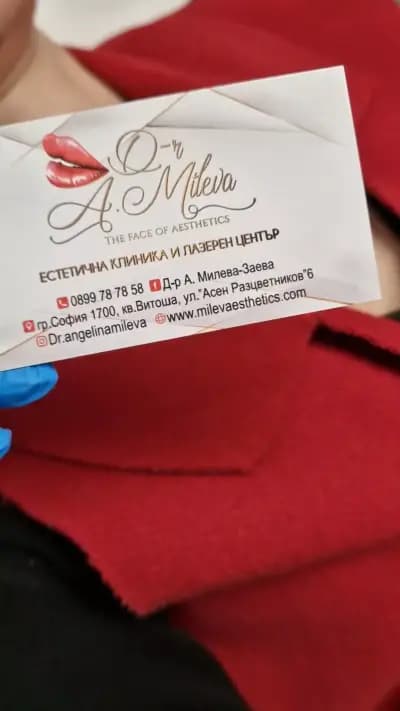 D-r
A. Mileva
THE FACE OF AESTHETICS
ЕСТЕТИЧНА КЛИНИКА И ЛАЗЕРЕН ЦЕНТЪР
0899 78 78 58 Д-р А. Милева-Заева
гр.София 1700, кв.Витоша, ул."Асен Разцветников"6
Dr.angelinamileva www.milevaesthetics.com